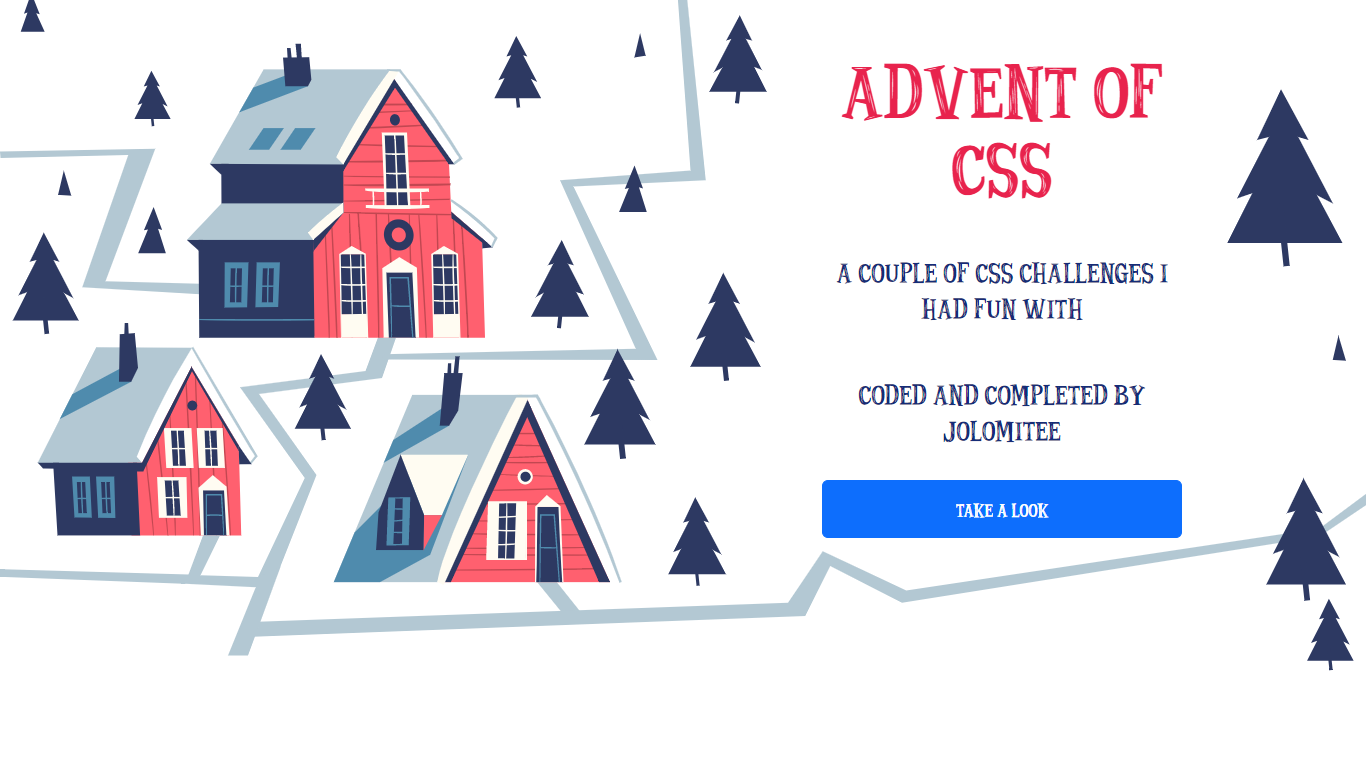 ADVENT OF
CSS
A COUPLE OF CSS CHALLENGES I
HAD FUN WITH
CODED AND COMPLETED BY
JOLOMITEE
TAKE A LOOK